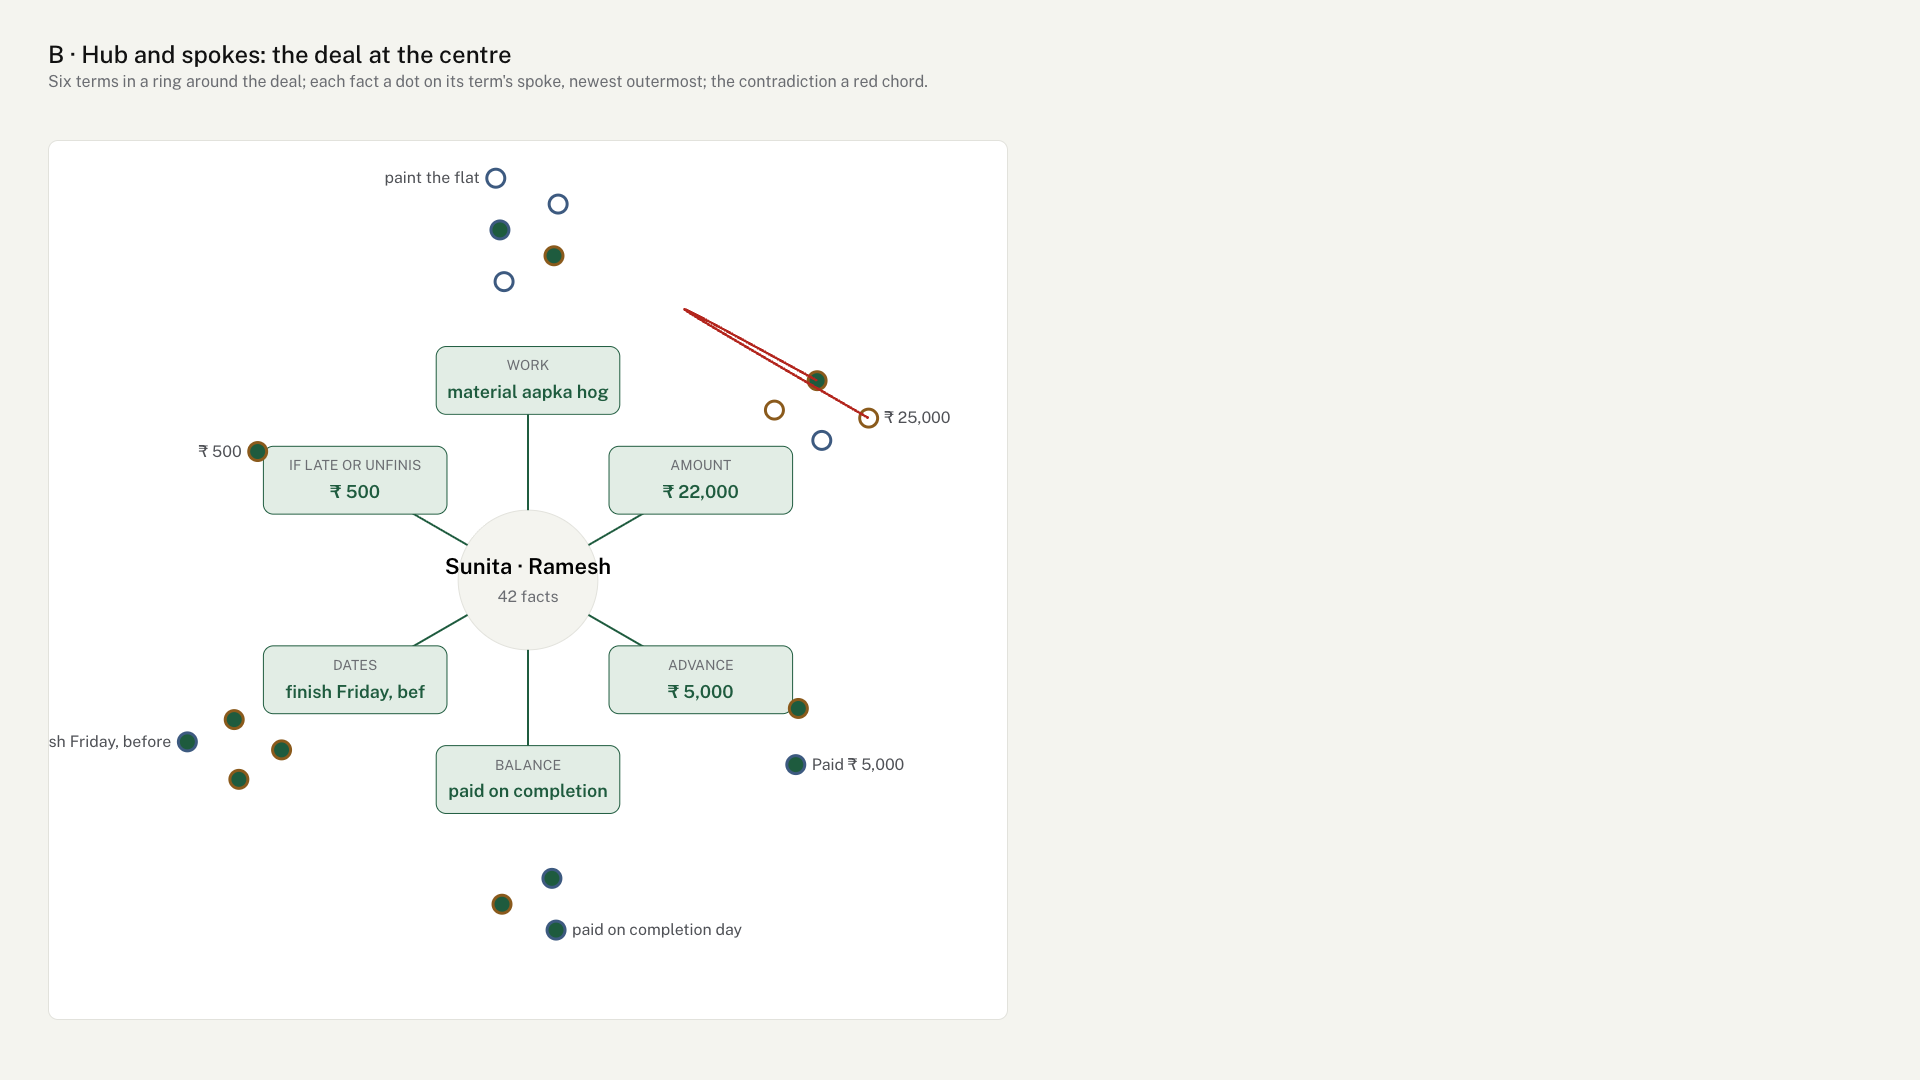 B · Hub and spokes: the deal at the centre
Six terms in a ring around the deal; each fact a dot on its term's spoke, newest outermost; the contradiction a red chord.
paint the flat
WORK
material aapka hog
₹ 25,000
₹ 500
IF LATE OR UNFINIS
₹ 500
AMOUNT
₹ 22,000
Sunita · Ramesh
42 facts
DATES
finish Friday, bef
ADVANCE
₹ 5,000
sh Friday, before
Paid ₹ 5,000
BALANCE
paid on completion
paid on completion day